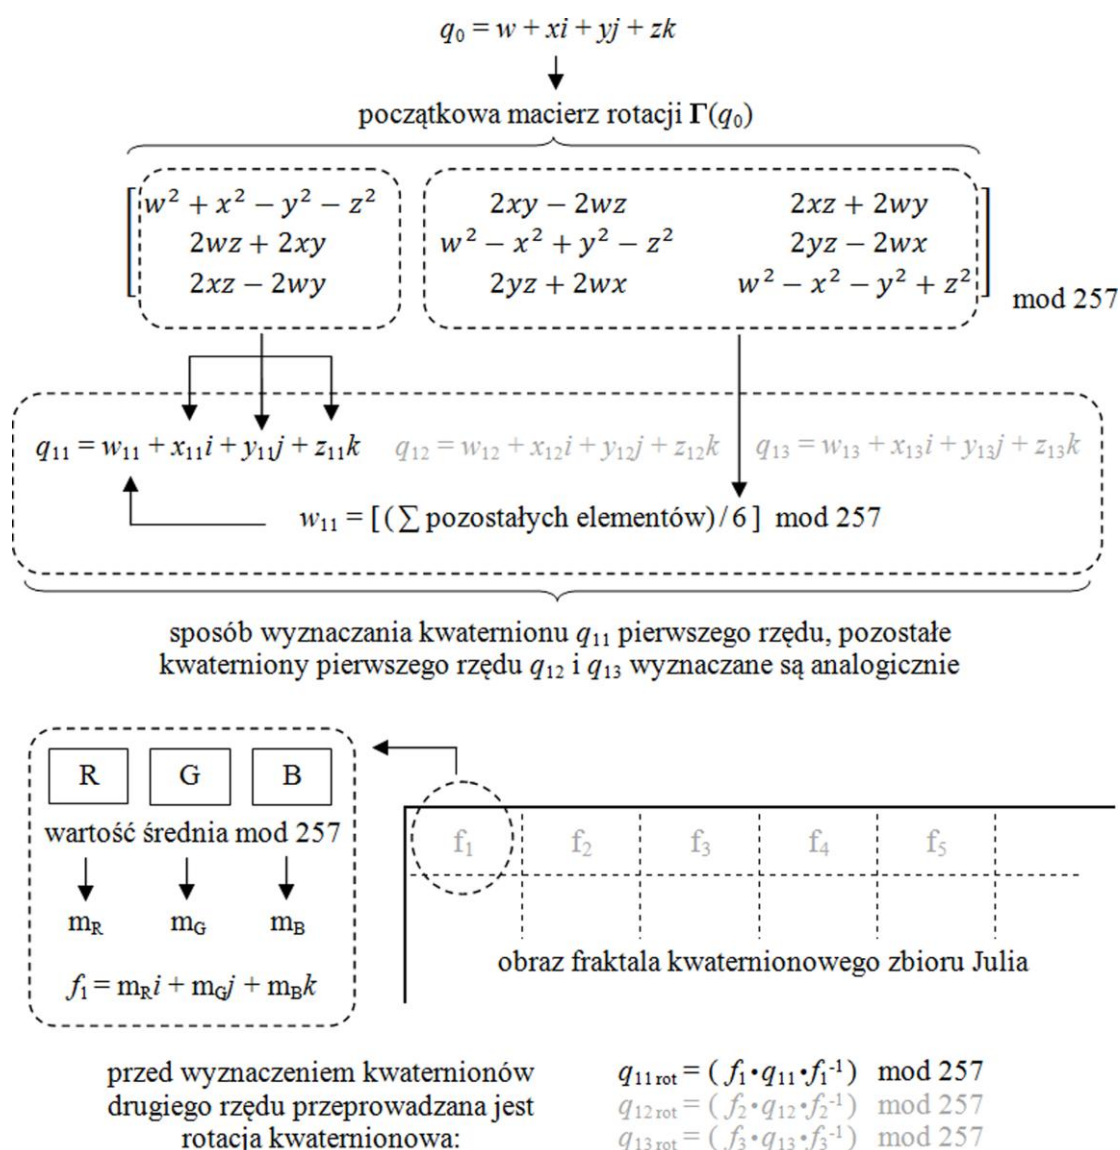 q₀ = w + xi + yj + zk
początkowa macierz rotacji Γ(q₀)
w² + x² − y² − z² 2xy − 2wz 2xz + 2wy
2wz + 2xy w² − x² + y² − z² 2yz − 2wx
2xz − 2wy 2yz + 2wx w² − x² − y² + z²
mod 257
q₁₁ = w₁₁ + x₁₁i + y₁₁j + z₁₁k q₁₂ = w₁₂ + x₁₂i + y₁₂j + z₁₂k q₁₃ = w₁₃ + x₁₃i + y₁₃j + z₁₃k
w₁₁ = [(∑ pozostałych elementów) / 6] mod 257
sposób wyznaczania kwaternionu q₁₁ pierwszego rzędu, pozostałe
kwaterniony pierwszego rzędu q₁₂ i q₁₃ wyznaczane są analogicznie
R G B
wartość średnia mod 257
m_R m_G m_B
f₁ = m_Ri + m_Gj + m_Bk
f₁ f₂ f₃ f₄ f₅
obraz fraktala kwaternionowego zbioru Julia
przed wyznaczeniem kwaternionów
drugiego rzędu przeprowadzana jest
rotacja kwaternionowa:
q₁₁ rot = ( f₁•q₁₁•f₁⁻¹) mod 257
q₁₂ rot = ( f₂•q₁₂•f₂⁻¹) mod 257
q₁₃ rot = ( f₃•q₁₃•f₃⁻¹) mod 257